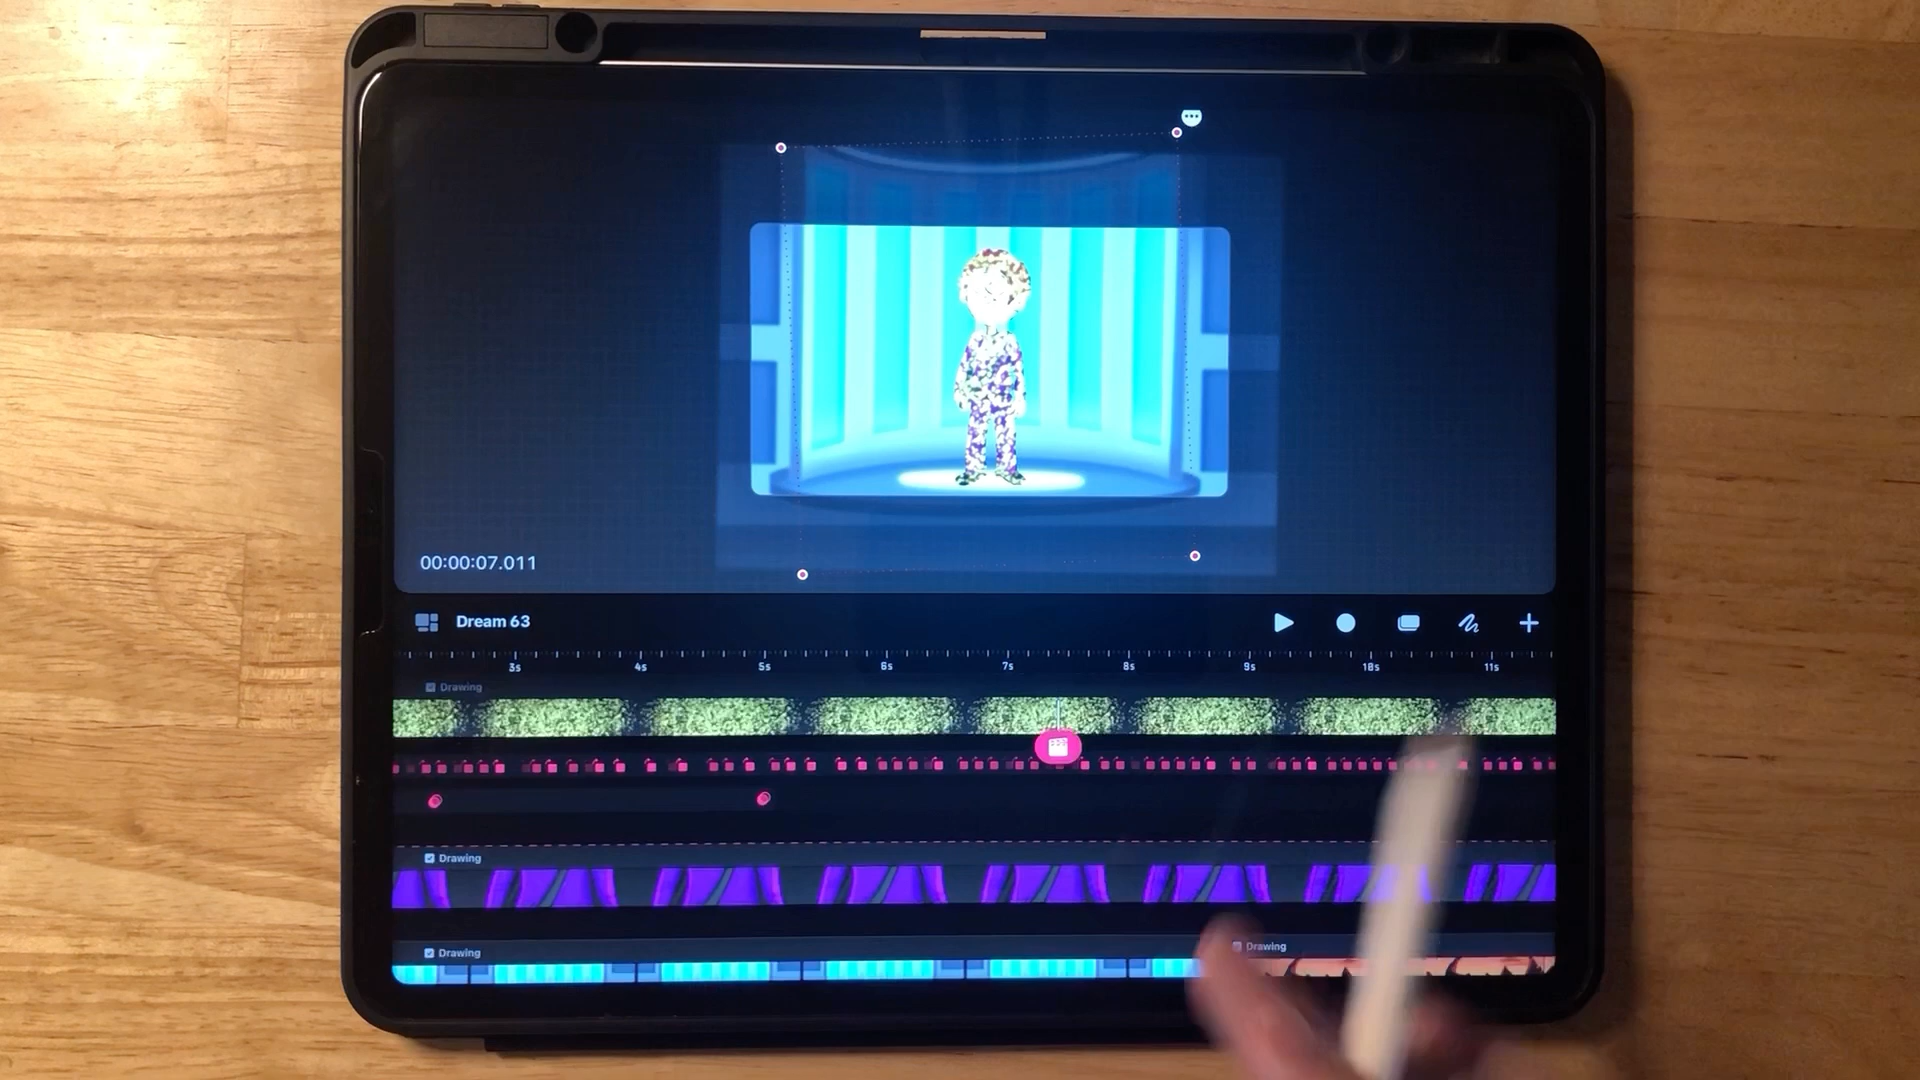 00:00:07.011
Dream 63
3s 4s 5s 6s 7s 8s 9s 10s 11s
Drawing
Drawing
Drawing Drawing